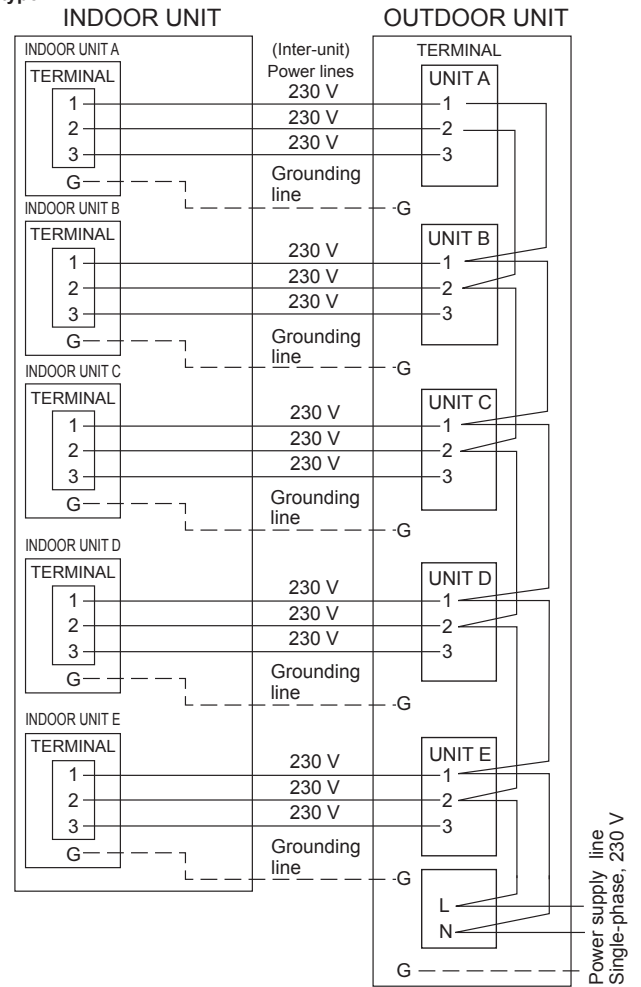 INDOOR UNIT
OUTDOOR UNIT
INDOOR UNIT A
(Inter-unit)
Power lines
TERMINAL
TERMINAL
UNIT A
1
230 V
1
2
230 V
2
3
230 V
3
G
Grounding
line
G
INDOOR UNIT B
TERMINAL
UNIT B
1
230 V
1
2
230 V
2
3
230 V
3
G
Grounding
line
G
INDOOR UNIT C
TERMINAL
UNIT C
1
230 V
1
2
230 V
2
3
230 V
3
G
Grounding
line
G
INDOOR UNIT D
TERMINAL
UNIT D
1
230 V
1
2
230 V
2
3
230 V
3
G
Grounding
line
G
INDOOR UNIT E
TERMINAL
UNIT E
1
230 V
1
2
230 V
2
3
230 V
3
G
Grounding
line
G
L
N
G
Power supply line
Single-phase, 230 V